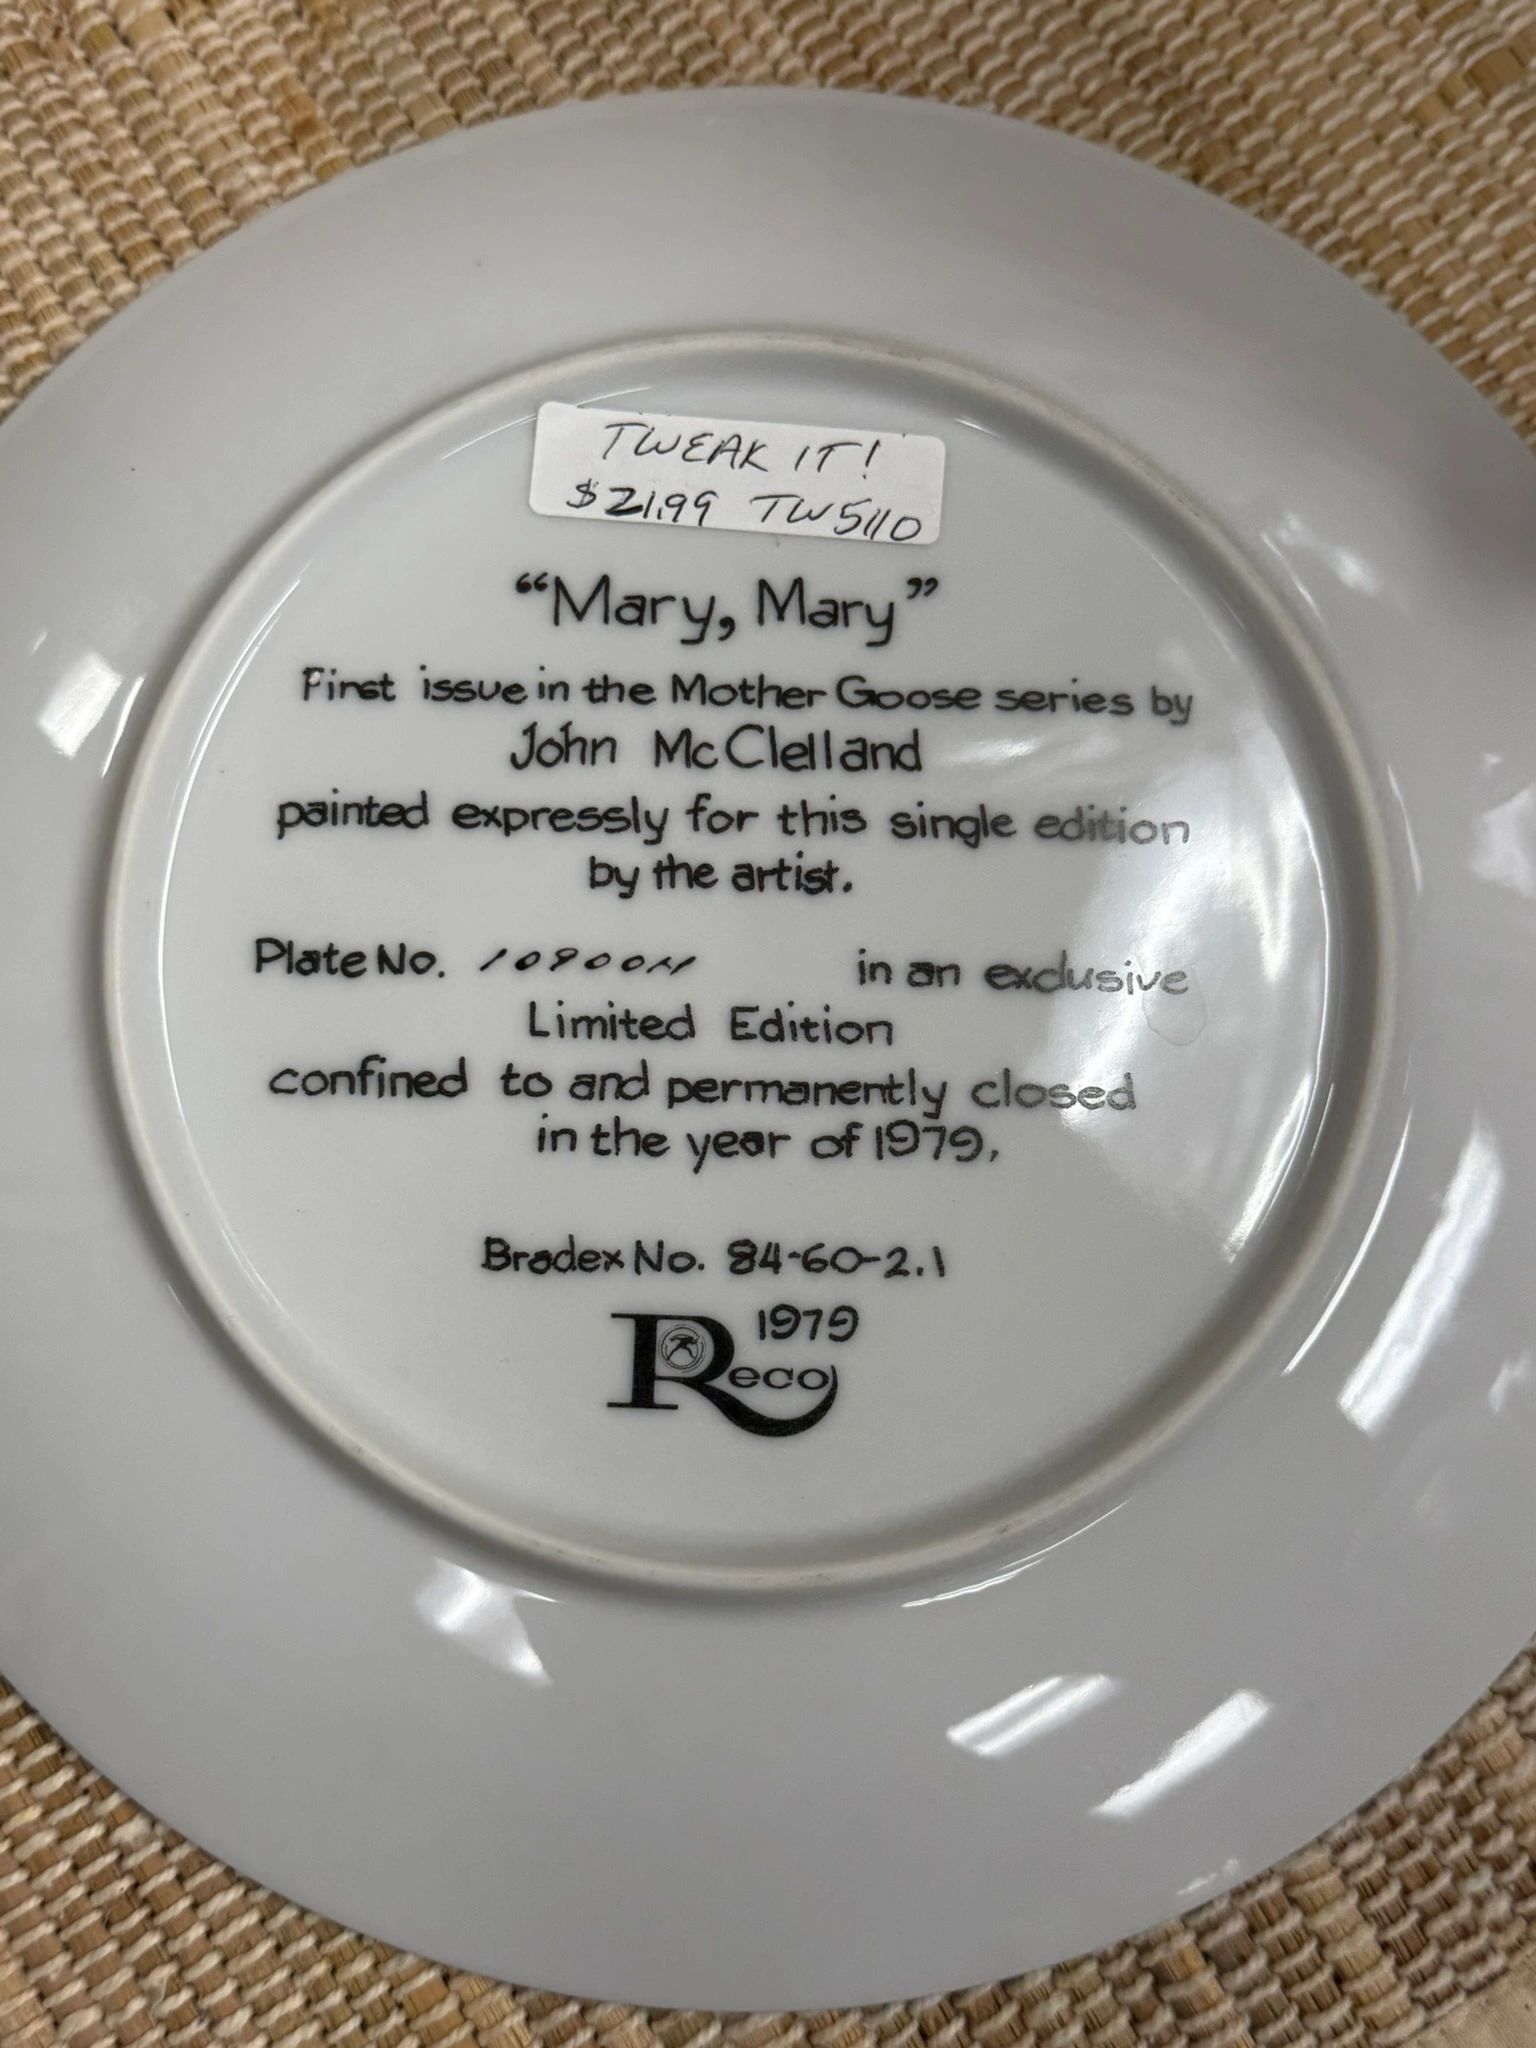 TWEAK IT!
$21.99 TW5110
“Mary, Mary”
First issue in the Mother Goose series by
John McClelland
painted expressly for this single edition
by the artist.
Plate No. 10900M in an exclusive
Limited Edition
confined to and permanently closed
in the year of 1979.
Bradex No. 84-60-2.1
1979
Reco